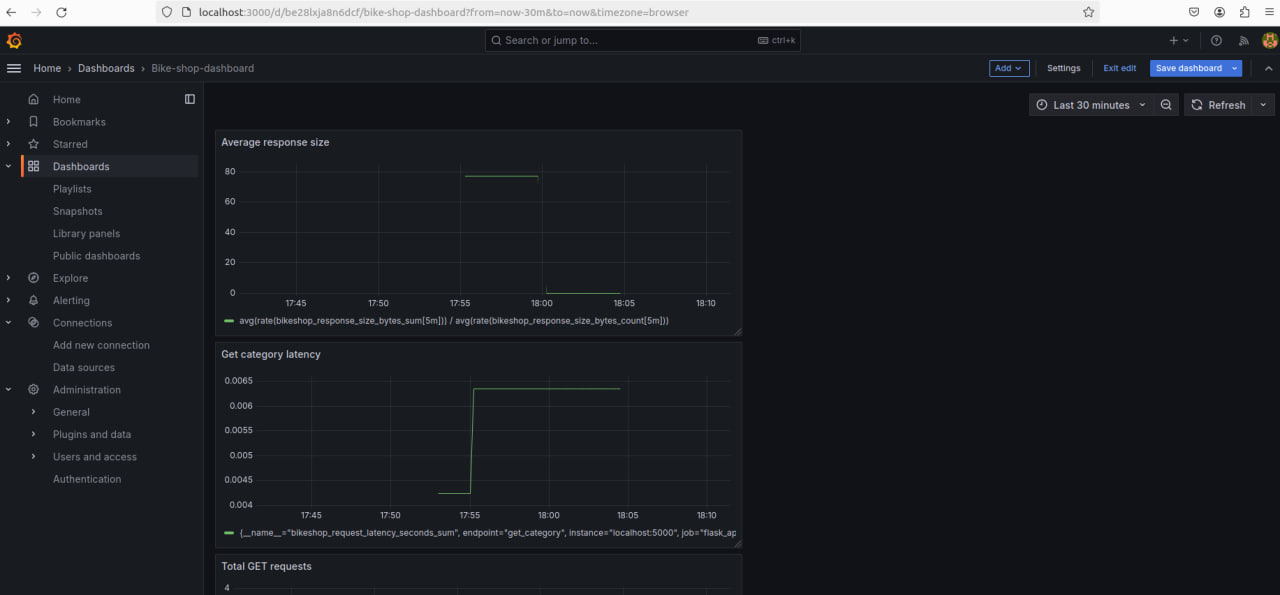 localhost:3000/d/be28lxja8n6dcf/bike-shop-dashboard?from=now-30m&to=now&timezone=browser
Search or jump to...
ctrl+k
Home › Dashboards › Bike-shop-dashboard
Add
Settings
Exit edit
Save dashboard
Home
Bookmarks
Starred
Dashboards
Playlists
Snapshots
Library panels
Public dashboards
Explore
Alerting
Connections
Add new connection
Data sources
Administration
General
Plugins and data
Users and access
Authentication
Last 30 minutes
Refresh
Average response size
80
60
40
20
0
17:45 17:50 17:55 18:00 18:05 18:10
avg(rate(bikeshop_response_size_bytes_sum[5m])) / avg(rate(bikeshop_response_size_bytes_count[5m]))
Get category latency
0.0065
0.006
0.0055
0.005
0.0045
0.004
17:45 17:50 17:55 18:00 18:05 18:10
{__name__="bikeshop_request_latency_seconds_sum", endpoint="get_category", instance="localhost:5000", job="flask_ap
Total GET requests
4